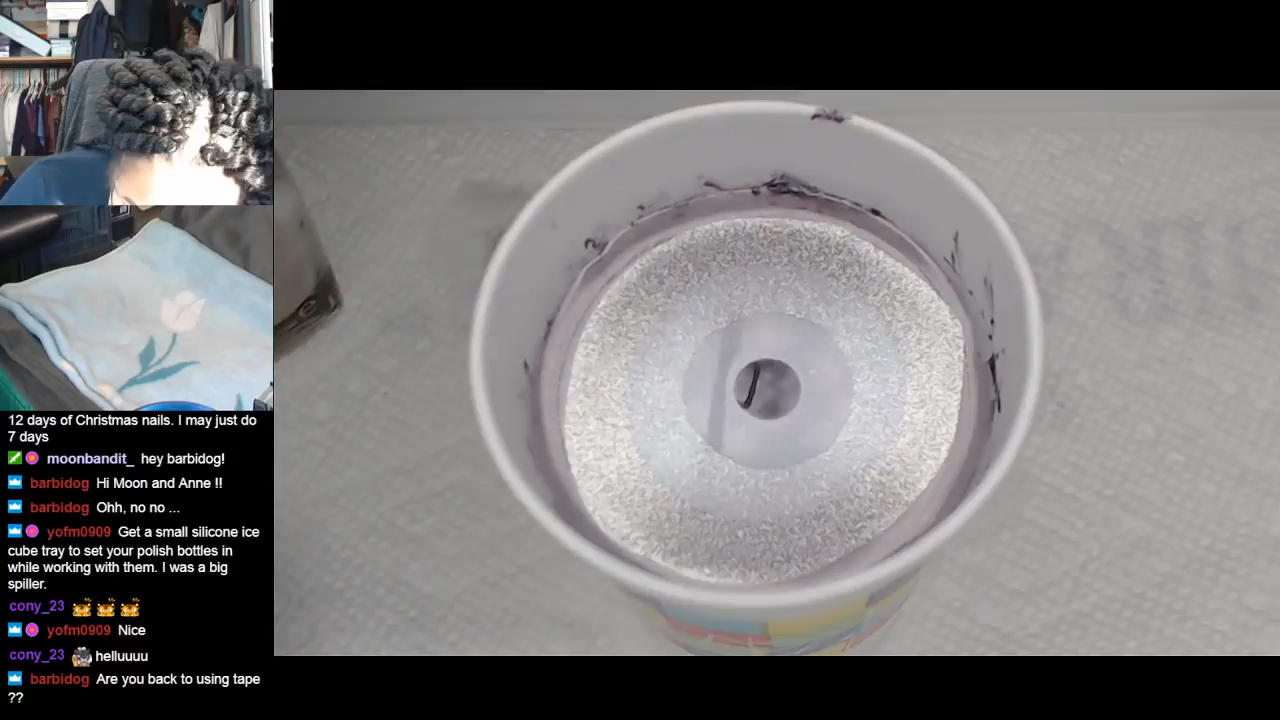 12 days of Christmas nails. I may just do
7 days
moonbandit_ hey barbidog!
barbidog Hi Moon and Anne !!
barbidog Ohh, no no ...
yofm0909 Get a small silicone ice
cube tray to set your polish bottles in
while working with them. I was a big
spiller.
cony_23
yofm0909 Nice
cony_23 helluuuu
barbidog Are you back to using tape
??